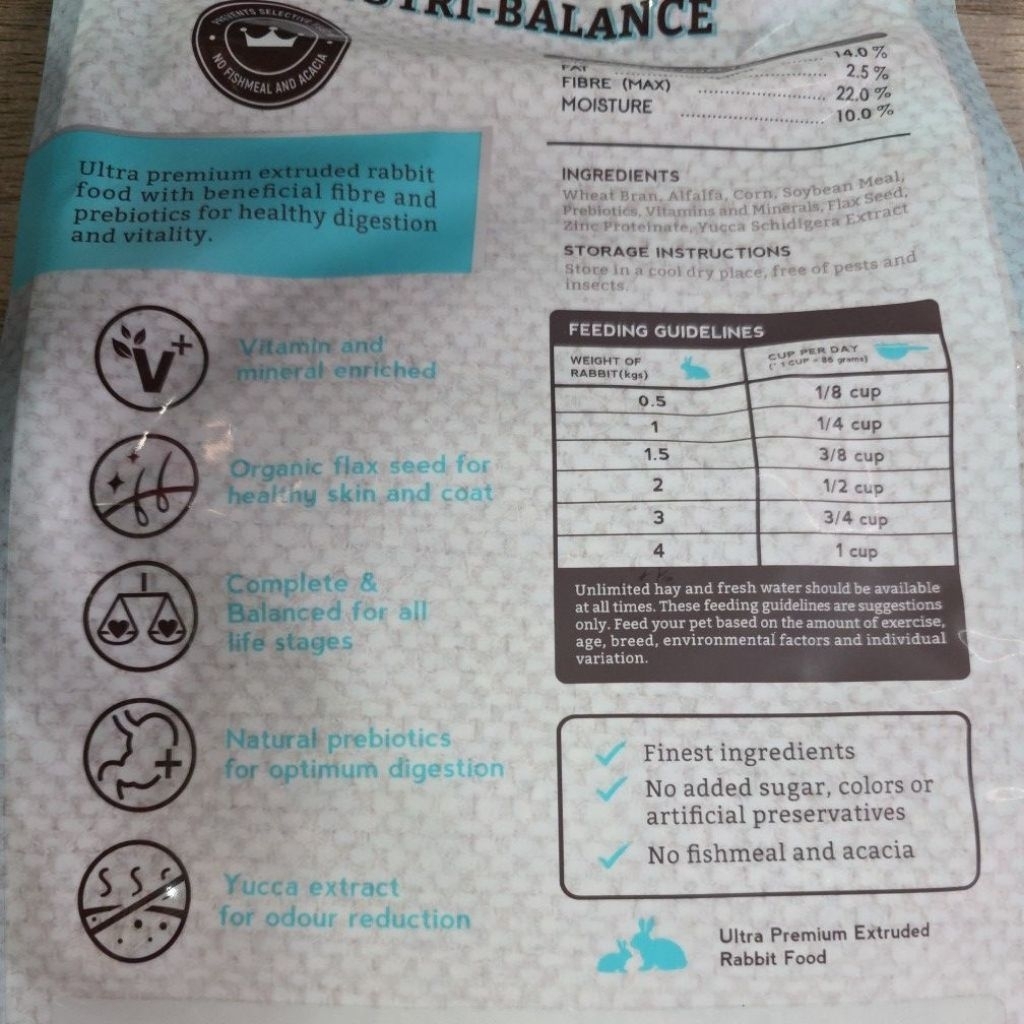 TRI-BALANCE
PREVENTS SELECTIVE
NO FISHMEAL AND ACACIA
14.0 %
FAT 2.5 %
FIBRE (MAX) 22.0 %
MOISTURE 10.0 %
Ultra premium extruded rabbit
food with beneficial fibre and
prebiotics for healthy digestion
and vitality.
INGREDIENTS
Wheat Bran, Alfalfa, Corn, Soybean Meal,
Prebiotics, Vitamins and Minerals, Flax Seed,
Zinc Proteinate, Yucca Schidigera Extract
STORAGE INSTRUCTIONS
Store in a cool dry place, free of pests and
insects.
V+
Vitamin and
mineral enriched
Organic flax seed for
healthy skin and coat
Complete &
Balanced for all
life stages
Natural prebiotics
for optimum digestion
Yucca extract
for odour reduction
FEEDING GUIDELINES
WEIGHT OF
RABBIT(kgs)
CUP PER DAY
(* 1 CUP = 86 grams)
0.5 1/8 cup
1 1/4 cup
1.5 3/8 cup
2 1/2 cup
3 3/4 cup
4 1 cup
Unlimited hay and fresh water should be available
at all times. These feeding guidelines are suggestions
only. Feed your pet based on the amount of exercise,
age, breed, environmental factors and individual
variation.
Finest ingredients
No added sugar, colors or
artificial preservatives
No fishmeal and acacia
Ultra Premium Extruded
Rabbit Food